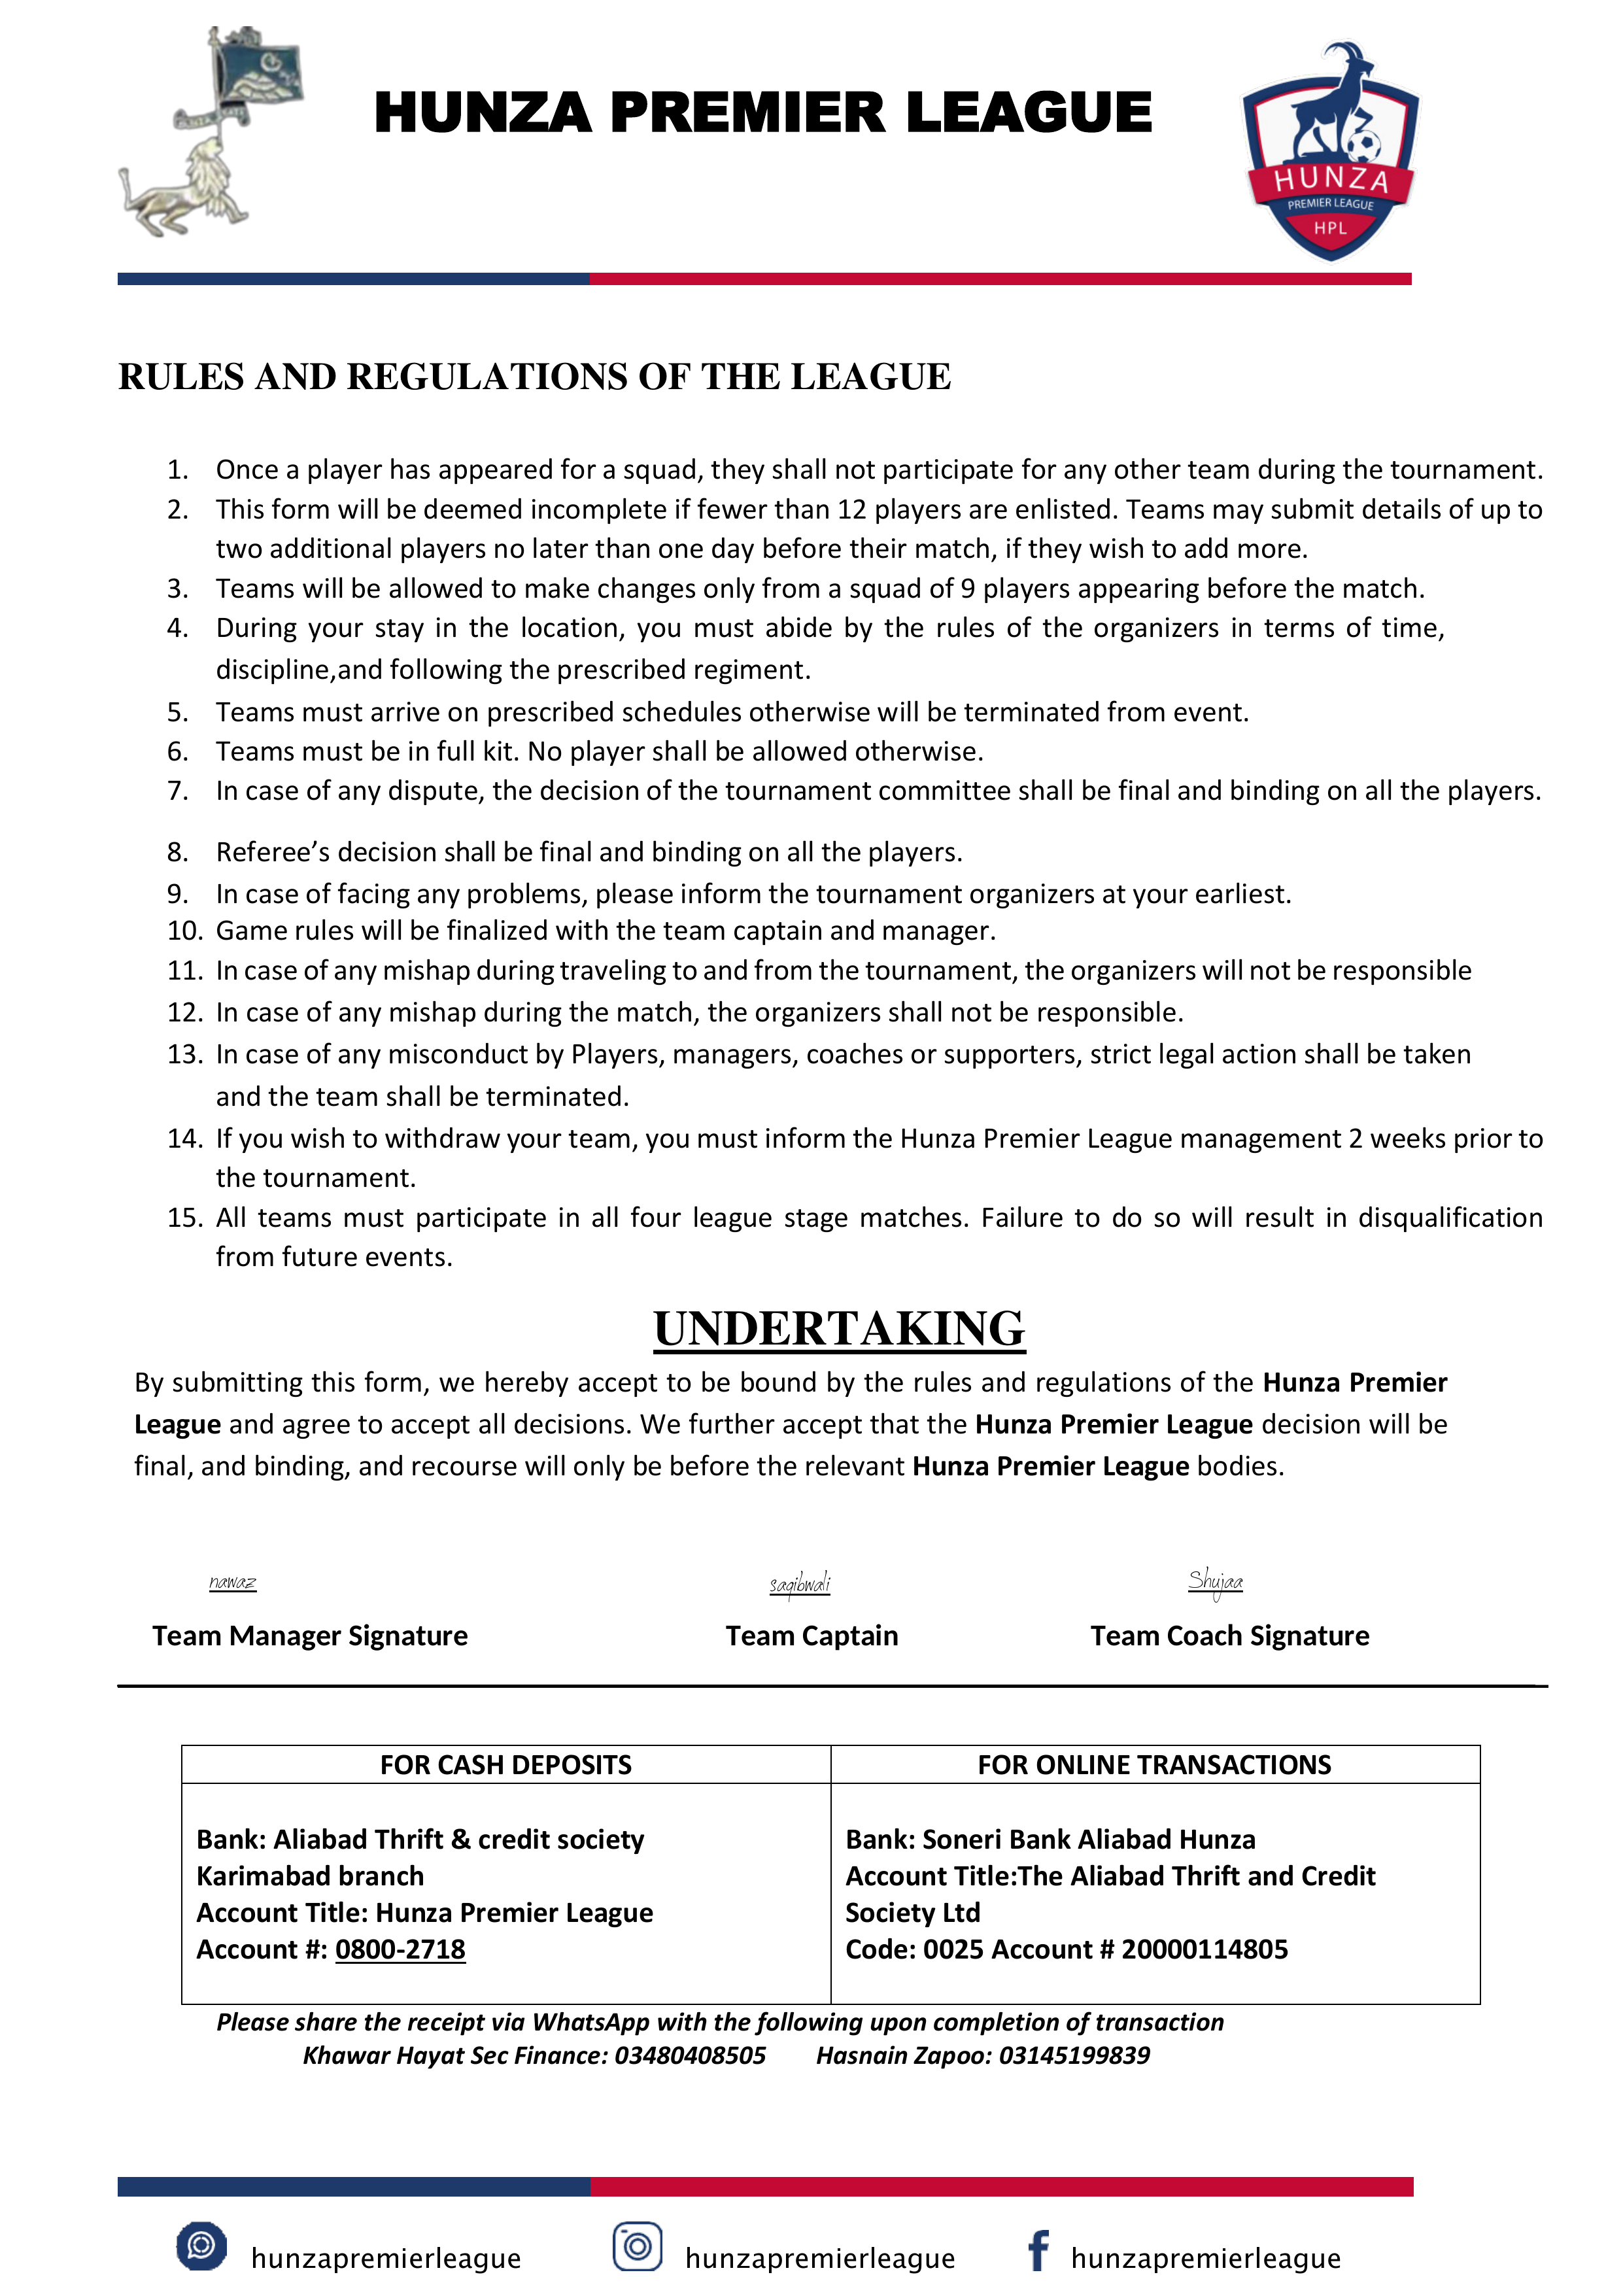 HUNZA PREMIER LEAGUE
HUNZA
PREMIER LEAGUE
HPL
RULES AND REGULATIONS OF THE LEAGUE
1. Once a player has appeared for a squad, they shall not participate for any other team during the tournament.
2. This form will be deemed incomplete if fewer than 12 players are enlisted. Teams may submit details of up to
two additional players no later than one day before their match, if they wish to add more.
3. Teams will be allowed to make changes only from a squad of 9 players appearing before the match.
4. During your stay in the location, you must abide by the rules of the organizers in terms of time,
discipline,and following the prescribed regiment.
5. Teams must arrive on prescribed schedules otherwise will be terminated from event.
6. Teams must be in full kit. No player shall be allowed otherwise.
7. In case of any dispute, the decision of the tournament committee shall be final and binding on all the players.
8. Referee’s decision shall be final and binding on all the players.
9. In case of facing any problems, please inform the tournament organizers at your earliest.
10. Game rules will be finalized with the team captain and manager.
11. In case of any mishap during traveling to and from the tournament, the organizers will not be responsible
12. In case of any mishap during the match, the organizers shall not be responsible.
13. In case of any misconduct by Players, managers, coaches or supporters, strict legal action shall be taken
and the team shall be terminated.
14. If you wish to withdraw your team, you must inform the Hunza Premier League management 2 weeks prior to
the tournament.
15. All teams must participate in all four league stage matches. Failure to do so will result in disqualification
from future events.
UNDERTAKING
By submitting this form, we hereby accept to be bound by the rules and regulations of the Hunza Premier
League and agree to accept all decisions. We further accept that the Hunza Premier League decision will be
final, and binding, and recourse will only be before the relevant Hunza Premier League bodies.
nawaz saqibwali Shujaa
Team Manager Signature Team Captain Team Coach Signature
FOR CASH DEPOSITS
Bank: Aliabad Thrift & credit society
Karimabad branch
Account Title: Hunza Premier League
Account #: 0800-2718
FOR ONLINE TRANSACTIONS
Bank: Soneri Bank Aliabad Hunza
Account Title:The Aliabad Thrift and Credit
Society Ltd
Code: 0025 Account # 20000114805
Please share the receipt via WhatsApp with the following upon completion of transaction
Khawar Hayat Sec Finance: 03480408505 Hasnain Zapoo: 03145199839
hunzapremierleague hunzapremierleague hunzapremierleague